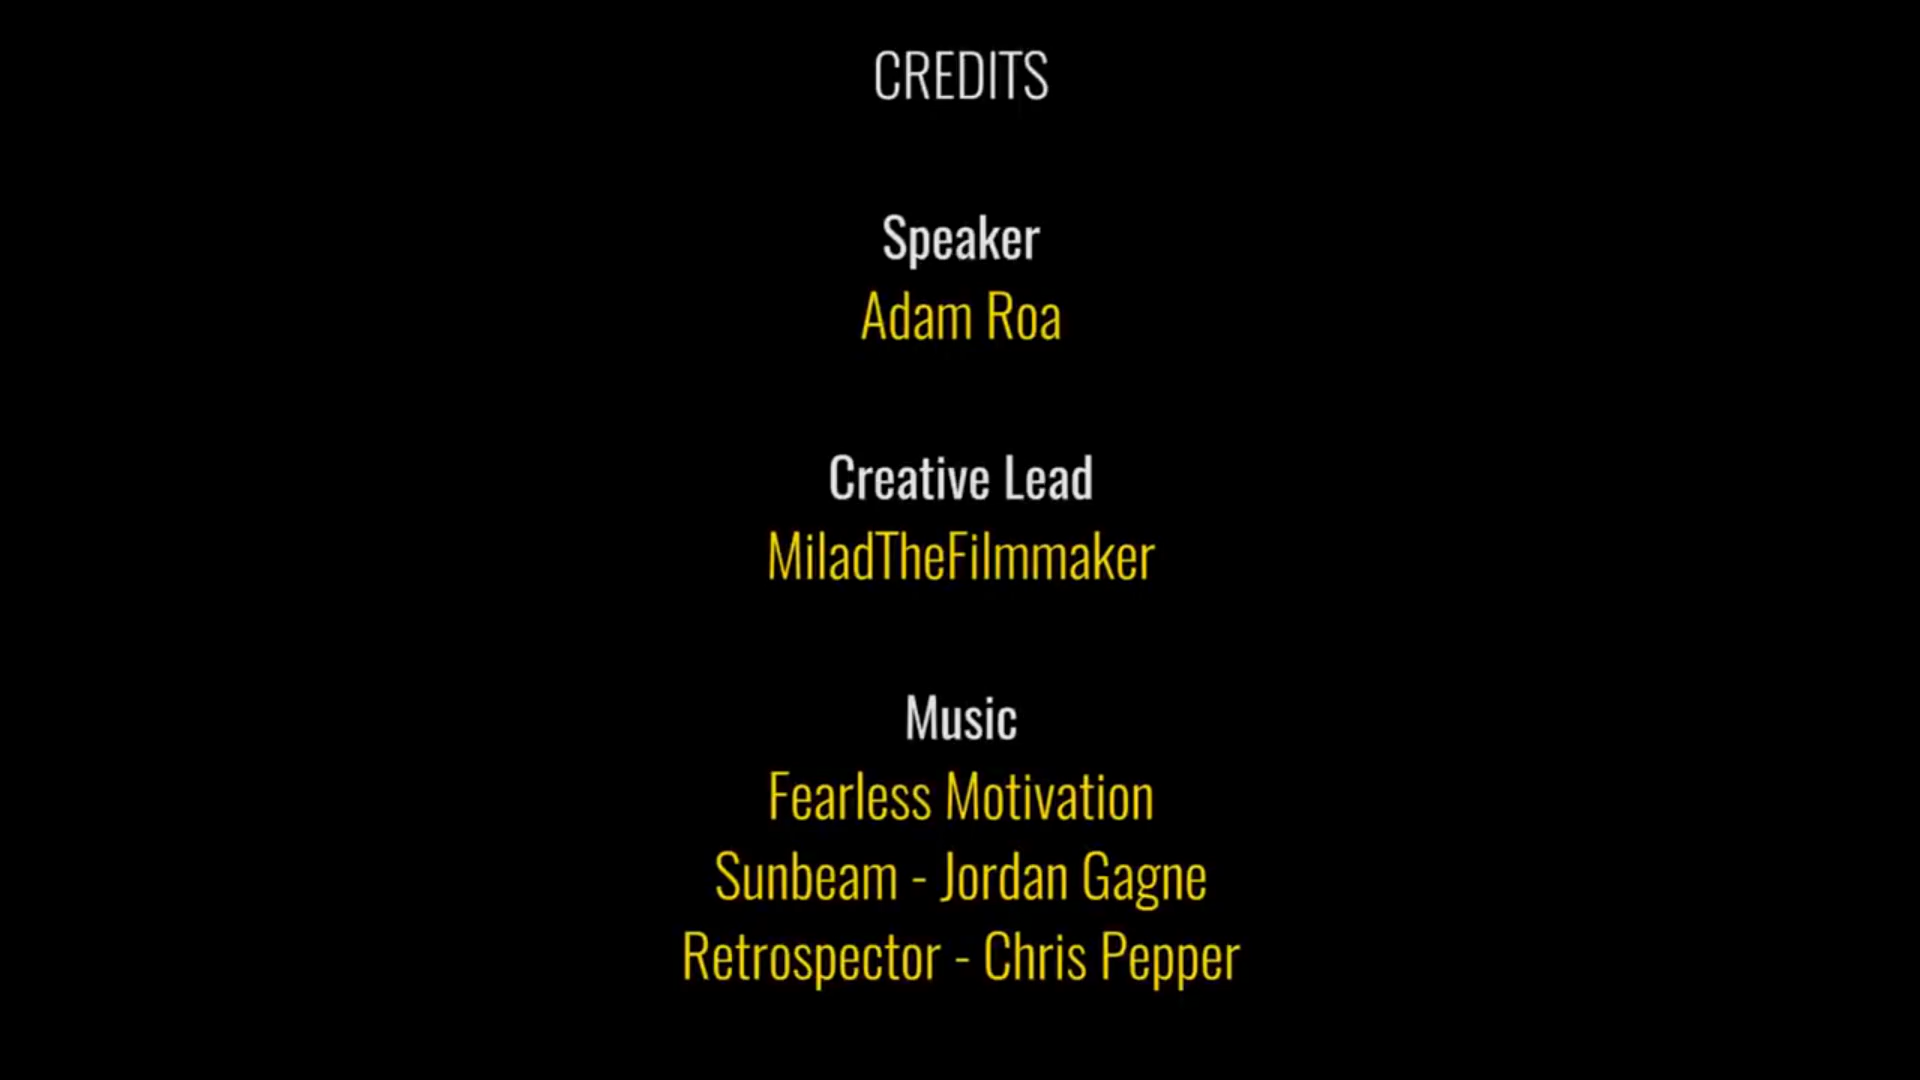 CREDITS
Speaker
Adam Roa
Creative Lead
MiladTheFilmmaker
Music
Fearless Motivation
Sunbeam - Jordan Gagne
Retrospector - Chris Pepper